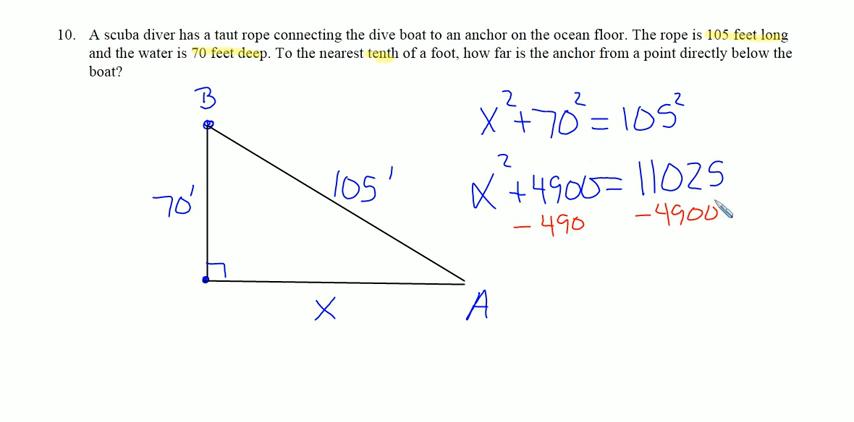 10. A scuba diver has a taut rope connecting the dive boat to an anchor on the ocean floor. The rope is 105 feet long
and the water is 70 feet deep. To the nearest tenth of a foot, how far is the anchor from a point directly below the
boat?
B
x² + 70² = 105²
105'
70'
x² + 4900 = 11025
- 490 - 4900
X
A